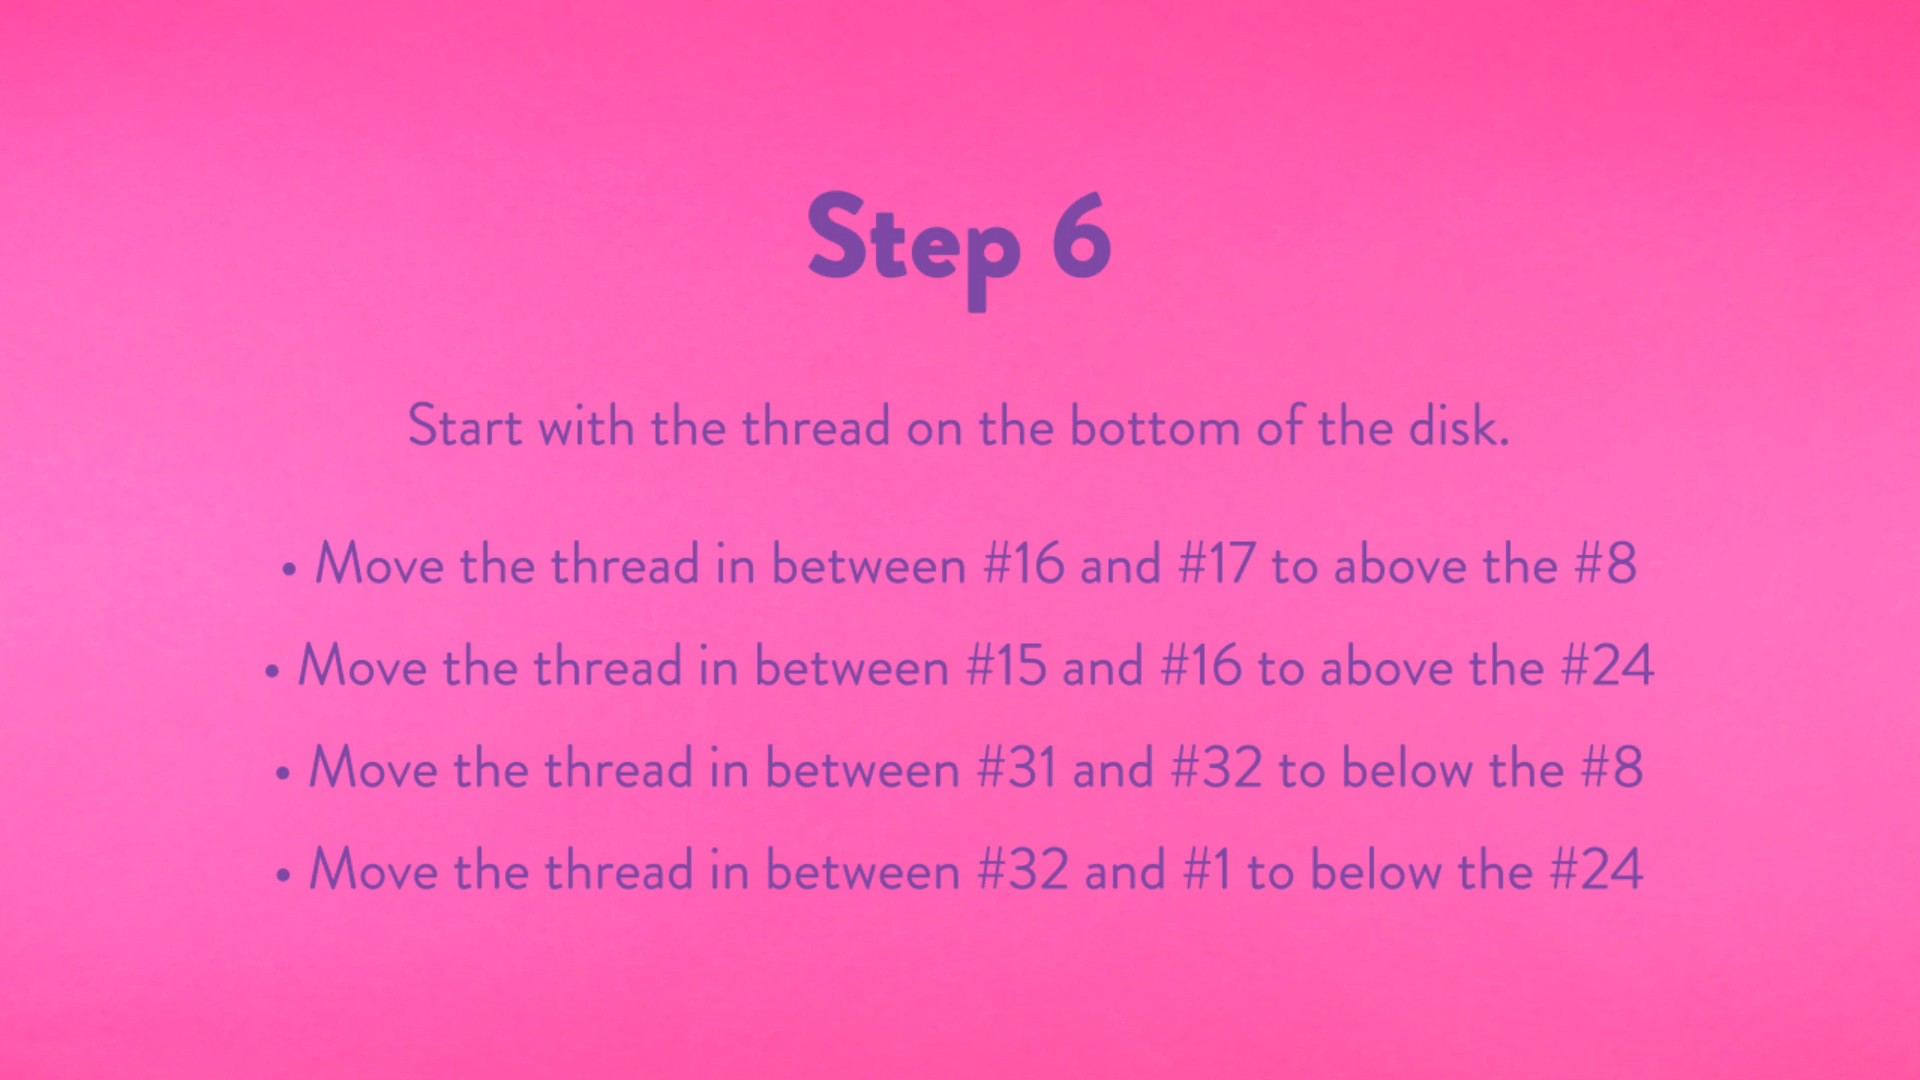 Step 6
Start with the thread on the bottom of the disk.
• Move the thread in between #16 and #17 to above the #8
• Move the thread in between #15 and #16 to above the #24
• Move the thread in between #31 and #32 to below the #8
• Move the thread in between #32 and #1 to below the #24